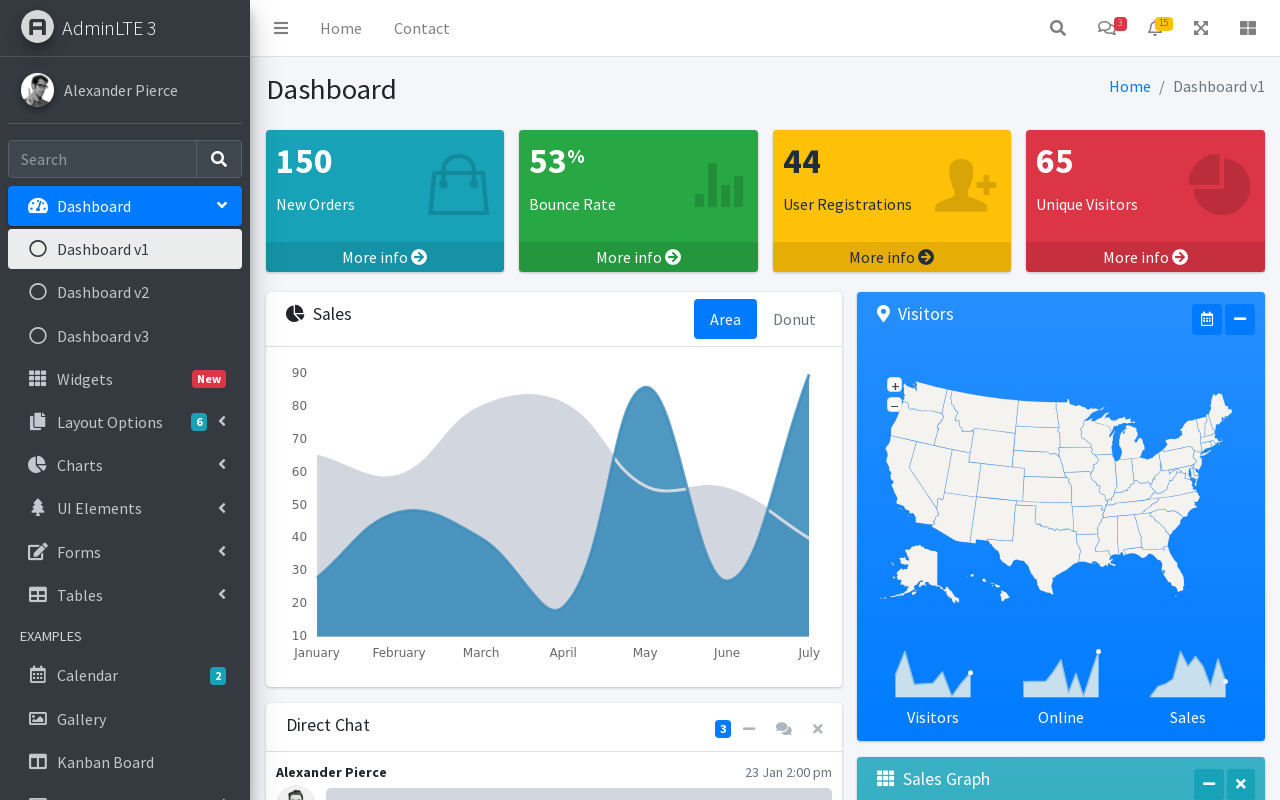 AdminLTE 3
Home
Contact
3
15
Alexander Pierce
Search
Dashboard
Dashboard v1
Dashboard v2
Dashboard v3
Widgets
New
Layout Options
6
Charts
UI Elements
Forms
Tables
EXAMPLES
Calendar
2
Gallery
Kanban Board
Dashboard
Home / Dashboard v1
150
New Orders
More info
53%
Bounce Rate
More info
44
User Registrations
More info
65
Unique Visitors
More info
Sales
Area
Donut
90
80
70
60
50
40
30
20
10
January
February
March
April
May
June
July
Visitors
+
−
Visitors
Online
Sales
Direct Chat
3
Alexander Pierce
23 Jan 2:00 pm
Sales Graph